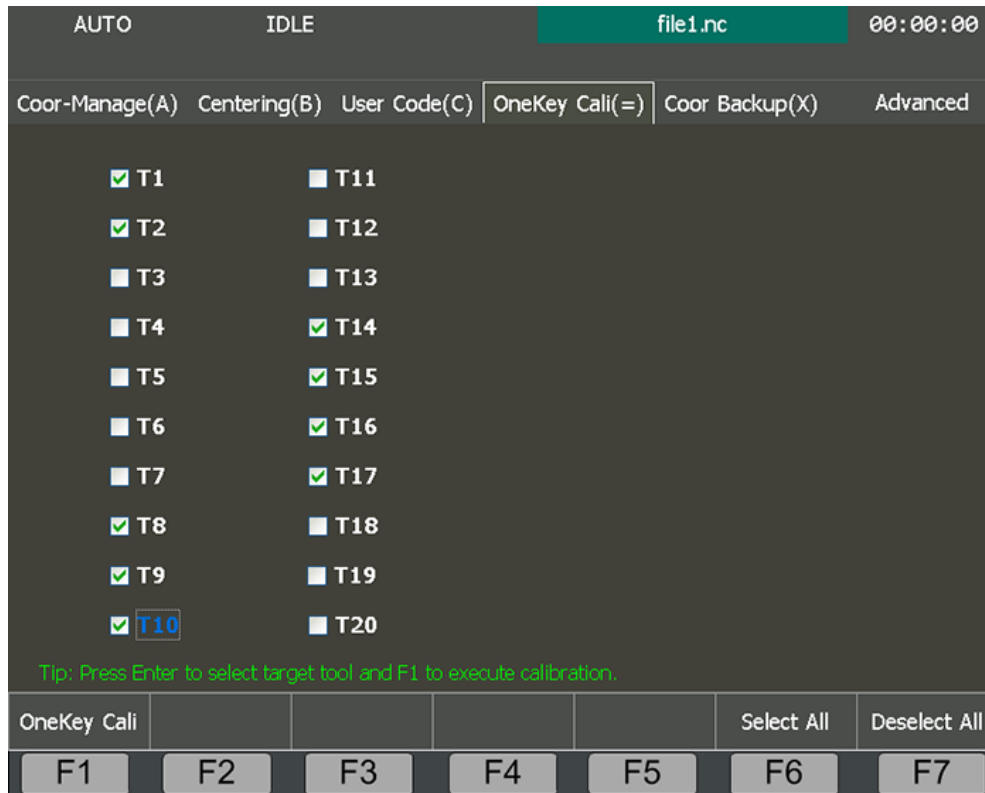 AUTO IDLE file1.nc 00:00:00
Coor-Manage(A) Centering(B) User Code(C) OneKey Cali(=) Coor Backup(X) Advanced
T1 T11
T2 T12
T3 T13
T4 T14
T5 T15
T6 T16
T7 T17
T8 T18
T9 T19
T10 T20
Tip: Press Enter to select target tool and F1 to execute calibration.
OneKey Cali Select All Deselect All
F1 F2 F3 F4 F5 F6 F7